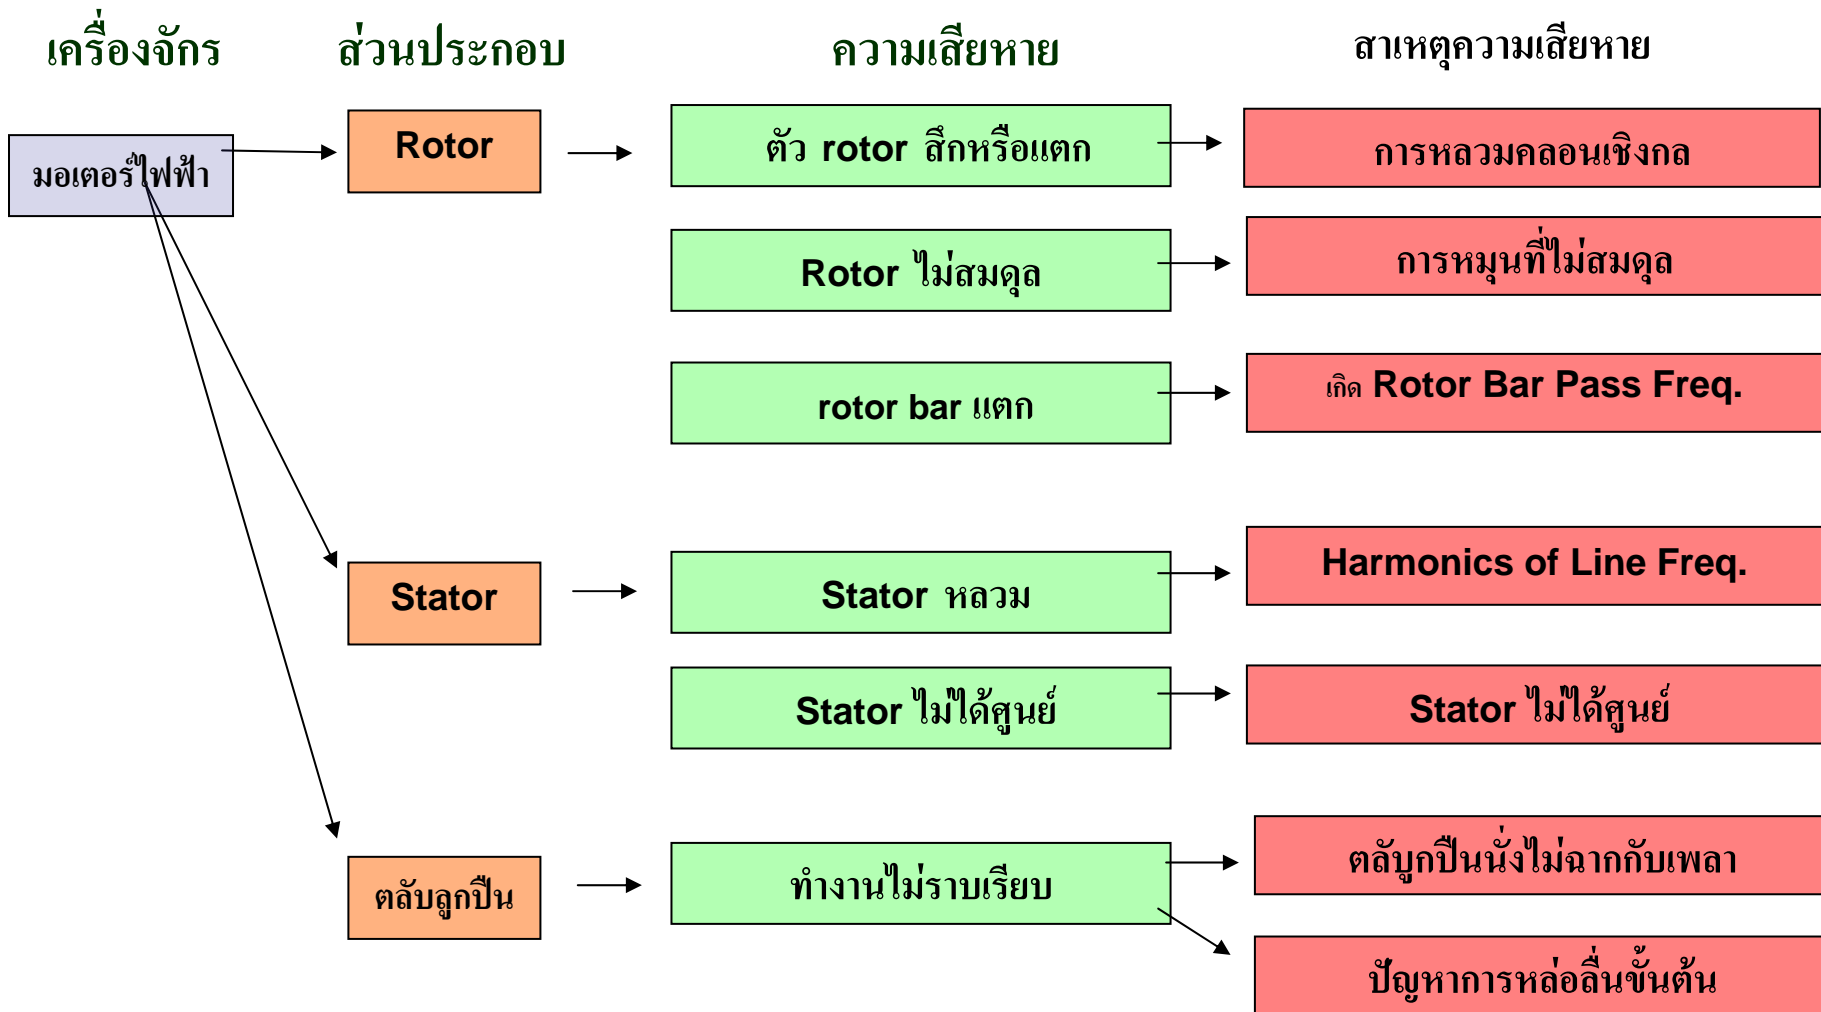 เครื่องจักร ส่วนประกอบ ความเสียหาย สาเหตุความเสียหาย
มอเตอร์ไฟฟ้า
Rotor
ตัว rotor สึกหรือแตก
การหลวมคลอนเชิงกล
Rotor ไม่สมดุล
การหมุนที่ไม่สมดุล
rotor bar แตก
เกิด Rotor Bar Pass Freq.
Stator
Stator หลวม
Harmonics of Line Freq.
Stator ไม่ได้ศูนย์
Stator ไม่ได้ศูนย์
ตลับลูกปืน
ทำงานไม่ราบเรียบ
ตลับูกปืนนั่งไม่ฉากกับเพลา
ปัญหาการหล่อลื่นขั้นต้น